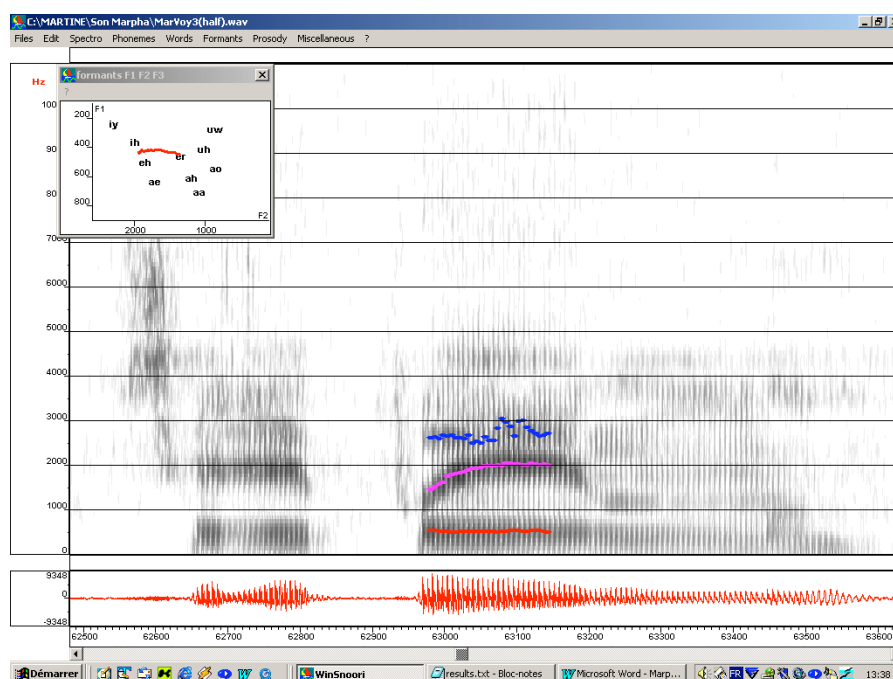 C:\MARTINE\Son Marpha\MarVoy3(half).wav
Files Edit Spectro Phonemes Words Formants Prosody Miscellaneous ?
Hz
formants F1 F2 F3
?
F1
200
400
600
800
iy
uw
ih
uh
er
eh
ao
ae
ah
aa
F2
2000 1000
100
90
80
7000
6000
5000
4000
3000
2000
1000
0
9348
0
-9348
62500 62600 62700 62800 62900 63000 63100 63200 63300 63400 63500 63600
Démarrer WinSnoori results.txt - Bloc-notes Microsoft Word - Marp... FR